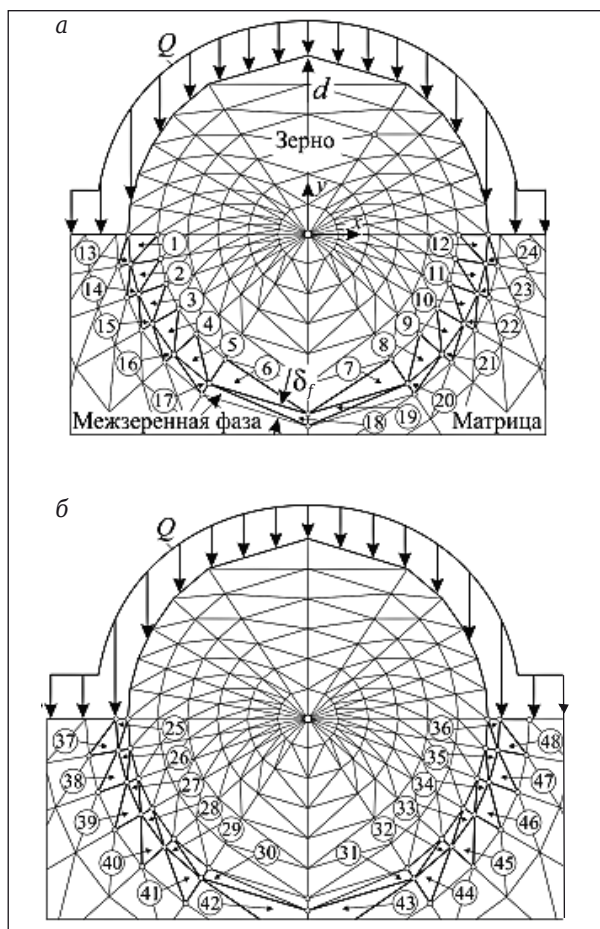 а
Q
d
Зерно
y
x
13 1 12 24
14 2 11 23
15 3 10 22
16 4 9 21
17 5 6 7 8 20
δf
Межзеренная фаза 18 19 Матрица
б
Q
37 25 36 48
38 26 35 47
39 27 34 46
40 28 33 45
41 29 30 31 32 44
42 43